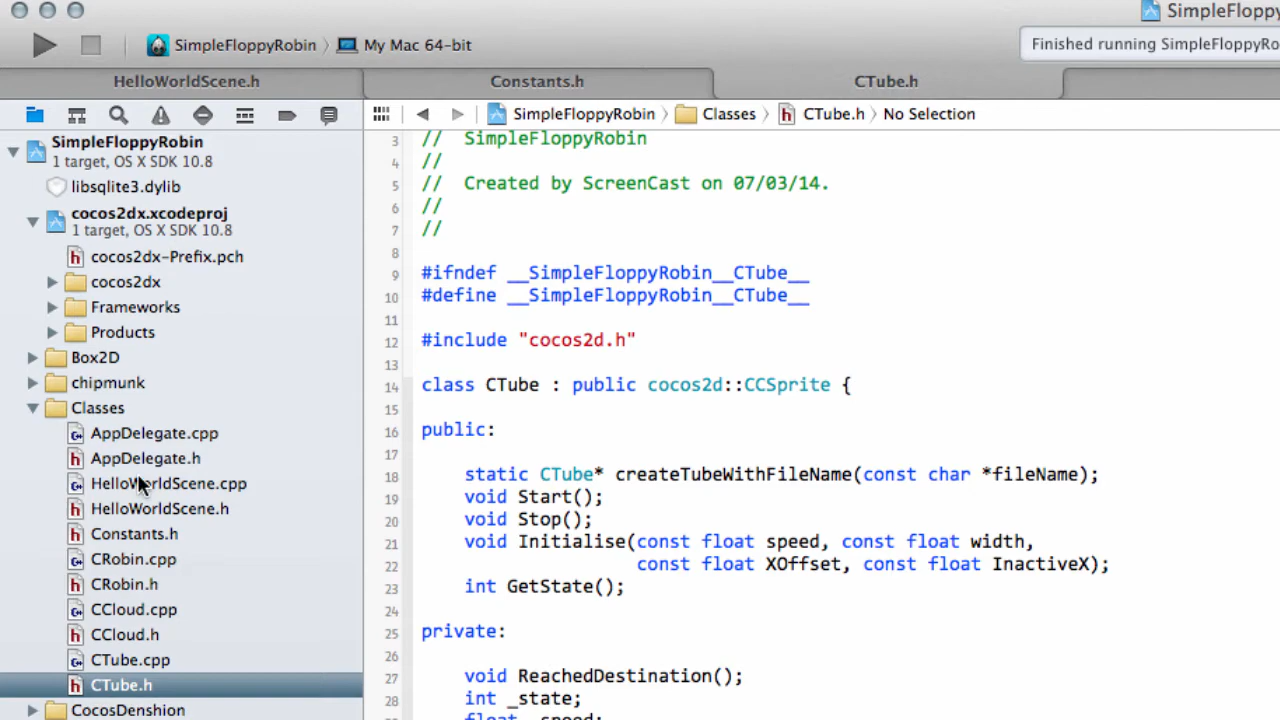 SimpleFloppy
SimpleFloppyRobin 〉 My Mac 64-bit
Finished running SimpleFloppyRo
HelloWorldScene.h
Constants.h
CTube.h
SimpleFloppyRobin 〉 Classes 〉 CTube.h 〉 No Selection
SimpleFloppyRobin
1 target, OS X SDK 10.8
libsqlite3.dylib
cocos2dx.xcodeproj
1 target, OS X SDK 10.8
cocos2dx-Prefix.pch
cocos2dx
Frameworks
Products
Box2D
chipmunk
Classes
AppDelegate.cpp
AppDelegate.h
HelloWorldScene.cpp
HelloWorldScene.h
Constants.h
CRobin.cpp
CRobin.h
CCloud.cpp
CCloud.h
CTube.cpp
CTube.h
CocosDenshion
3 //  SimpleFloppyRobin
4 //
5 //  Created by ScreenCast on 07/03/14.
6 //
7 //
8
9 #ifndef __SimpleFloppyRobin__CTube__
10 #define __SimpleFloppyRobin__CTube__
11
12 #include "cocos2d.h"
13
14 class CTube : public cocos2d::CCSprite {
15
16 public:
17
18     static CTube* createTubeWithFileName(const char *fileName);
19     void Start();
20     void Stop();
21     void Initialise(const float speed, const float width,
22                     const float XOffset, const float InactiveX);
23     int GetState();
24
25 private:
26
27     void ReachedDestination();
28     int _state;
float _speed;